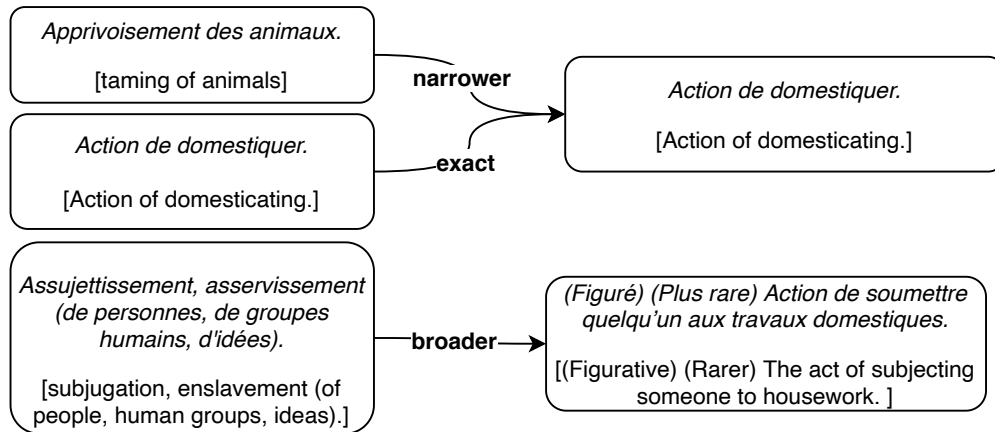 Apprivoisement des animaux.
[taming of animals]
narrower
Action de domestiquer.
[Action of domesticating.]
Action de domestiquer.
[Action of domesticating.]
exact
Assujettissement, asservissement
(de personnes, de groupes
humains, d'idées).
[subjugation, enslavement (of
people, human groups, ideas).]
broader
(Figuré) (Plus rare) Action de soumettre
quelqu'un aux travaux domestiques.
[(Figurative) (Rarer) The act of subjecting
someone to housework. ]